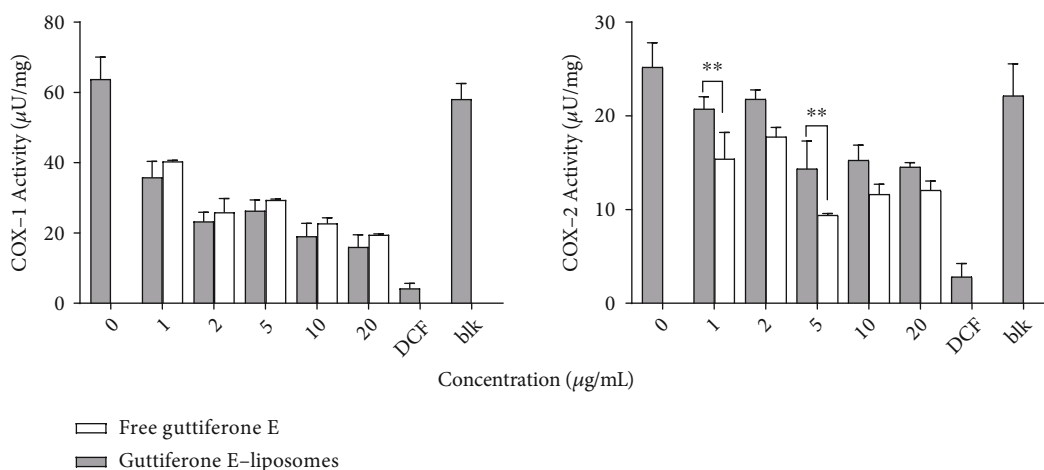 COX–1 Activity (μU/mg)
80
60
40
20
0
0
1
2
5
10
20
DCF
blk
COX–2 Activity (μU/mg)
30
20
10
0
**
**
0
1
2
5
10
20
DCF
blk
Concentration (μg/mL)
Free guttiferone E
Guttiferone E–liposomes